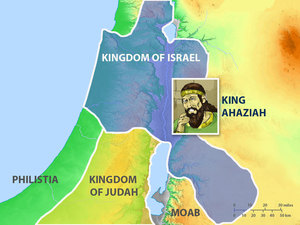 KINGDOM OF ISRAEL
KING
AHAZIAH
PHILISTIA
KINGDOM
OF JUDAH
MOAB